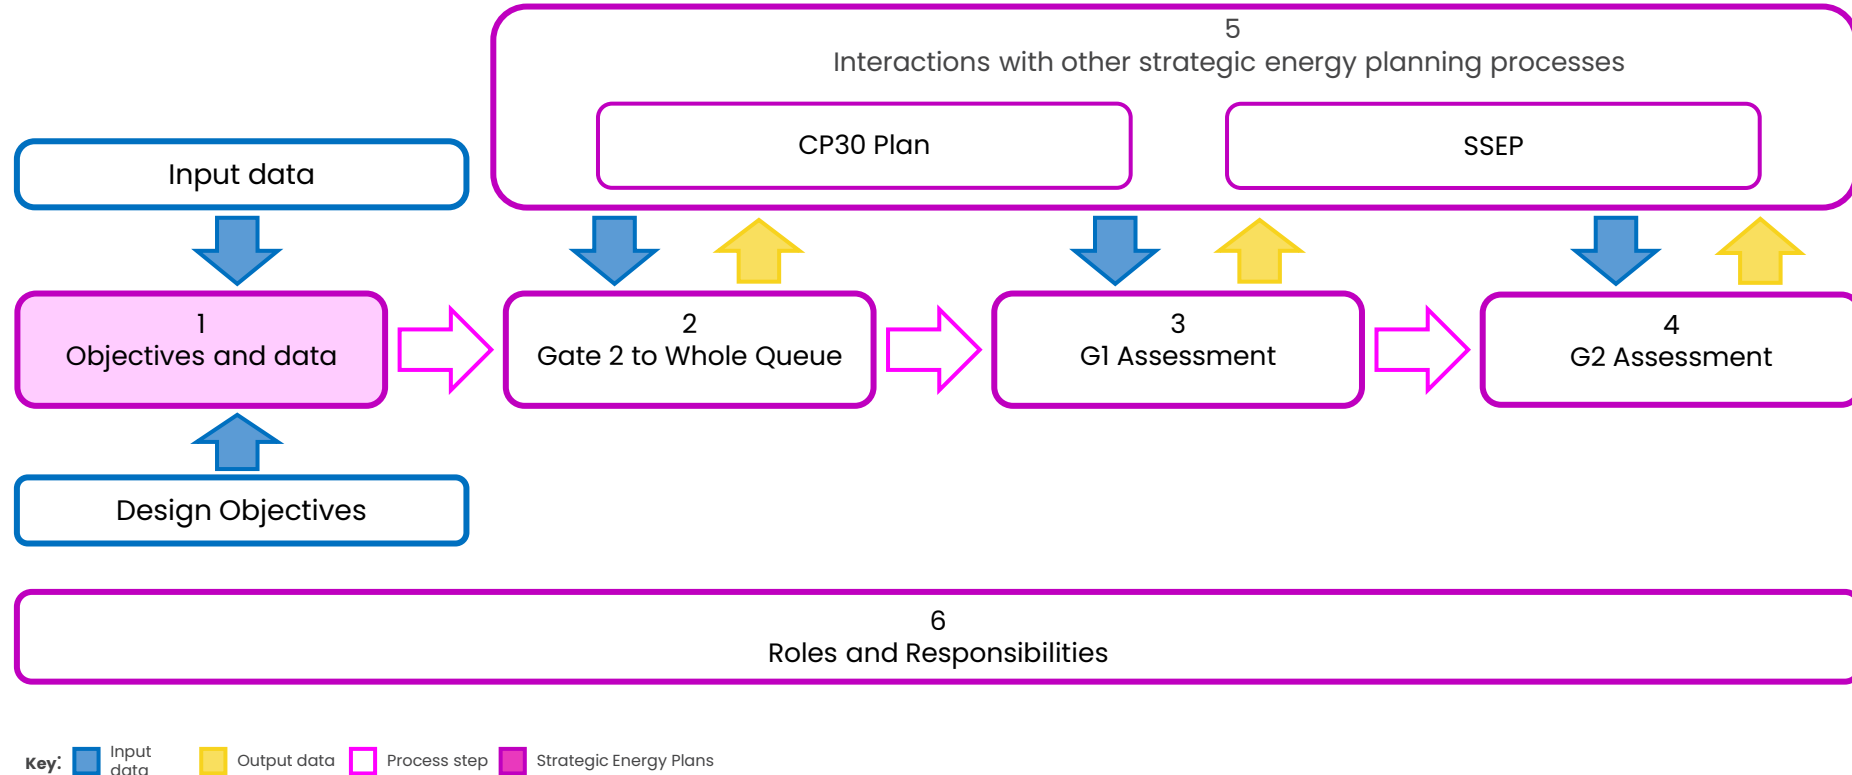 5
Interactions with other strategic energy planning processes
CP30 Plan
SSEP
Input data
1
Objectives and data
2
Gate 2 to Whole Queue
3
G1 Assessment
4
G2 Assessment
Design Objectives
6
Roles and Responsibilities
Key:
Input
data
Output data
Process step
Strategic Energy Plans